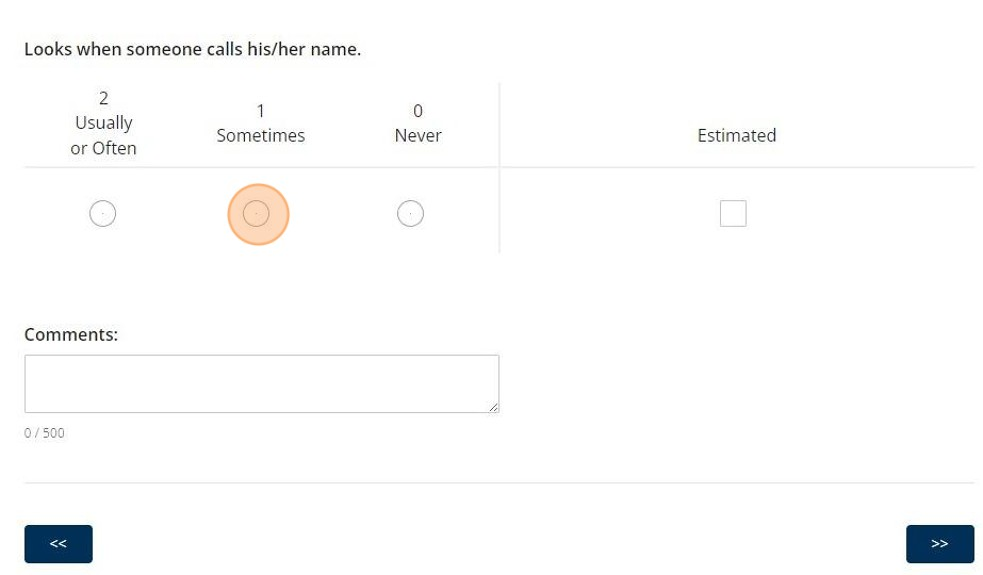 Looks when someone calls his/her name.
2
Usually
or Often
1
Sometimes
0
Never
Estimated
Comments:
0 / 500
<<
>>